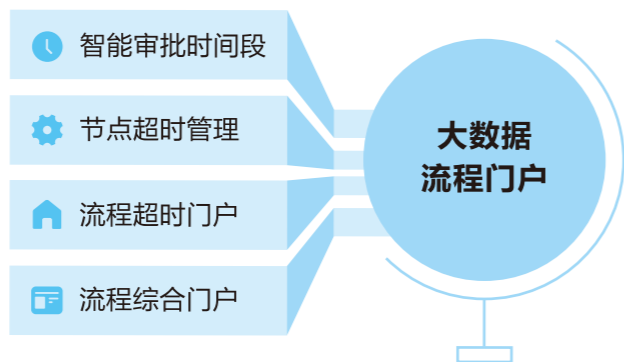 智能审批时间段
节点超时管理
流程超时门户
流程综合门户
大数据
流程门户